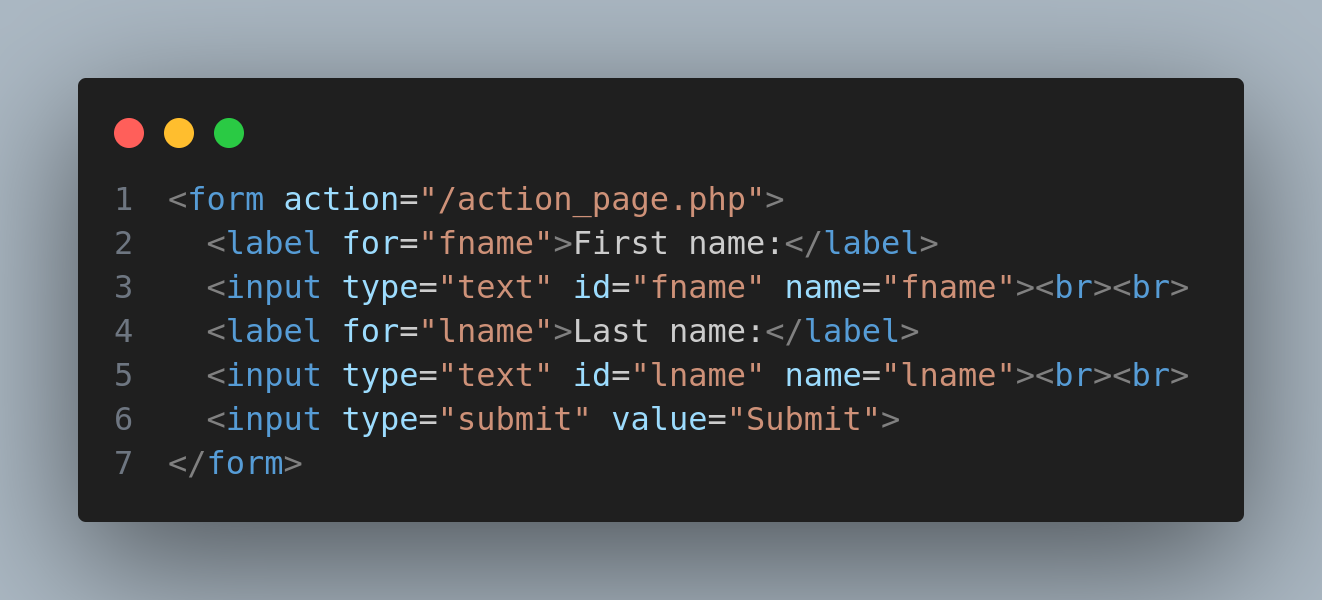 1 <form action="/action_page.php">
2   <label for="fname">First name:</label>
3   <input type="text" id="fname" name="fname"><br><br>
4   <label for="lname">Last name:</label>
5   <input type="text" id="lname" name="lname"><br><br>
6   <input type="submit" value="Submit">
7 </form>